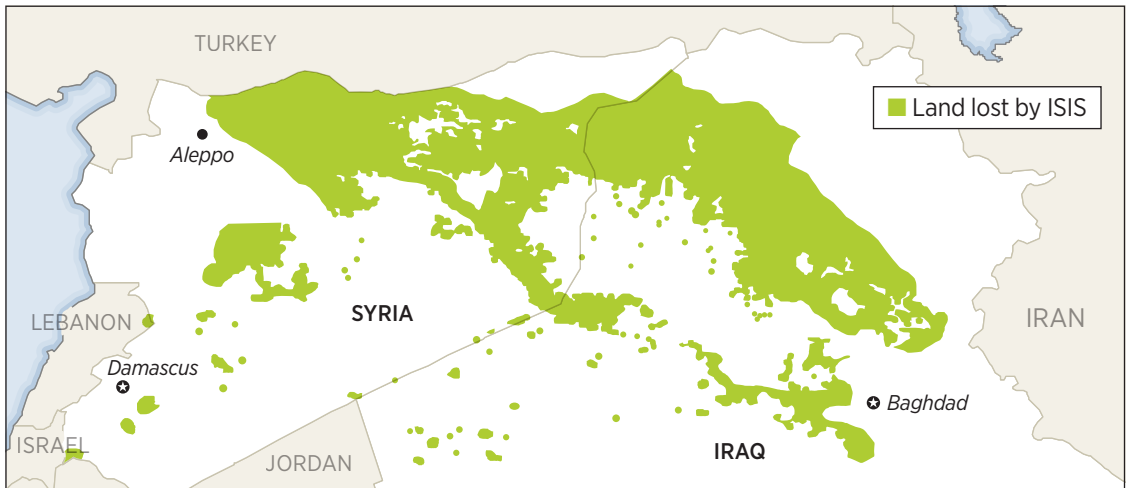 TURKEY
Land lost by ISIS
Aleppo
SYRIA
LEBANON
IRAN
Damascus
Baghdad
ISRAEL
JORDAN
IRAQ